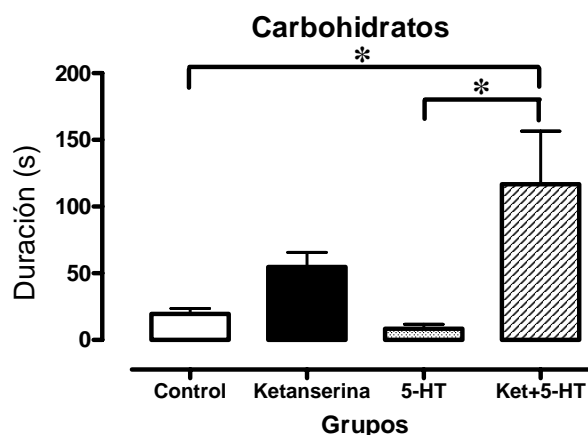 Carbohidratos
*
*
200
150
100
50
0
Duración (s)
Control Ketanserina 5-HT Ket+5-HT
Grupos